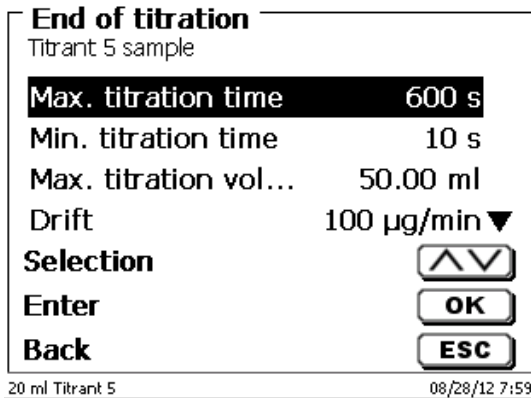 End of titration
Titrant 5 sample
Max. titration time 600 s
Min. titration time 10 s
Max. titration vol... 50.00 ml
Drift 100 µg/min▼
Selection
Enter OK
Back ESC
20 ml Titrant 5 08/28/12 7:59